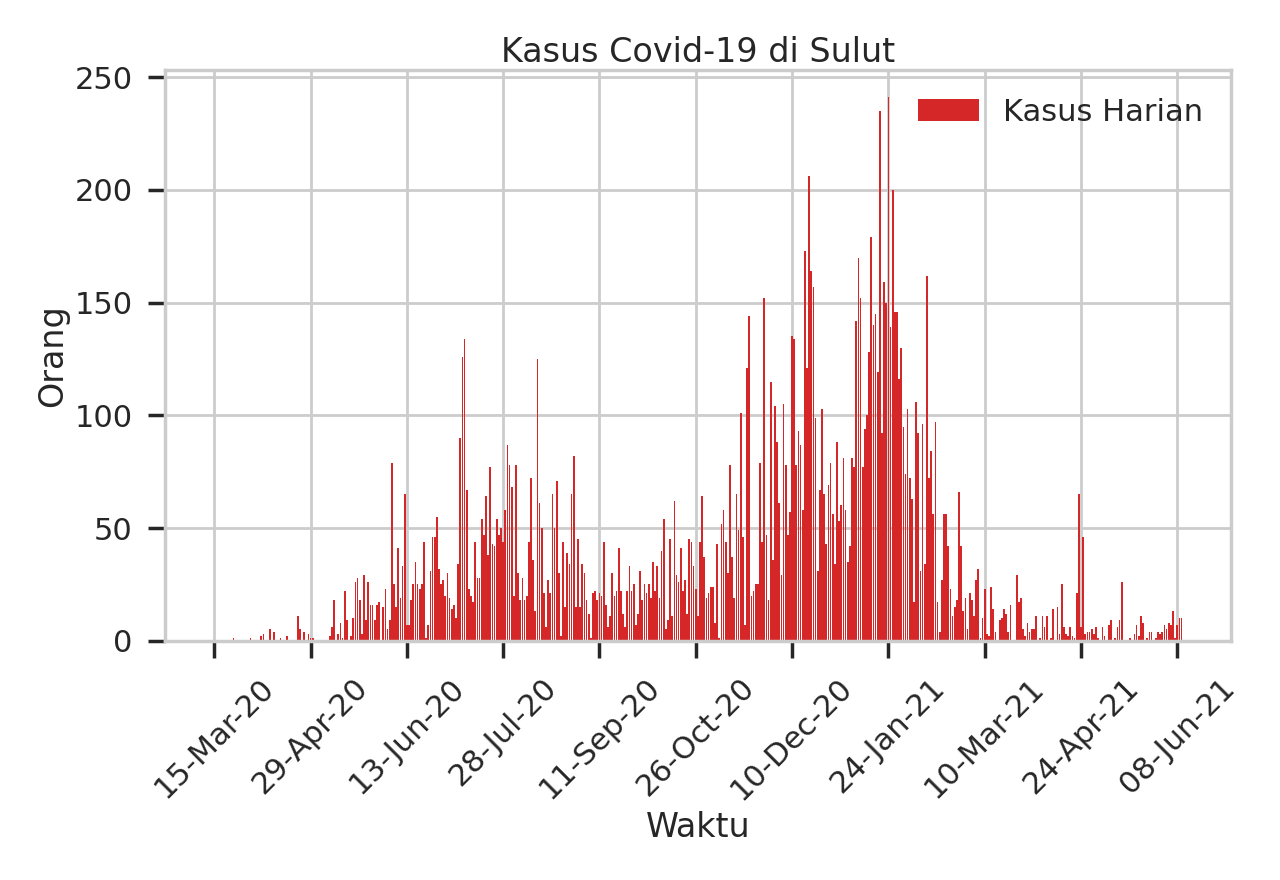 Kasus Covid-19 di Sulut
Kasus Harian
Orang
250
200
150
100
50
0
15-Mar-20
29-Apr-20
13-Jun-20
28-Jul-20
11-Sep-20
26-Oct-20
10-Dec-20
24-Jan-21
10-Mar-21
24-Apr-21
08-Jun-21
Waktu